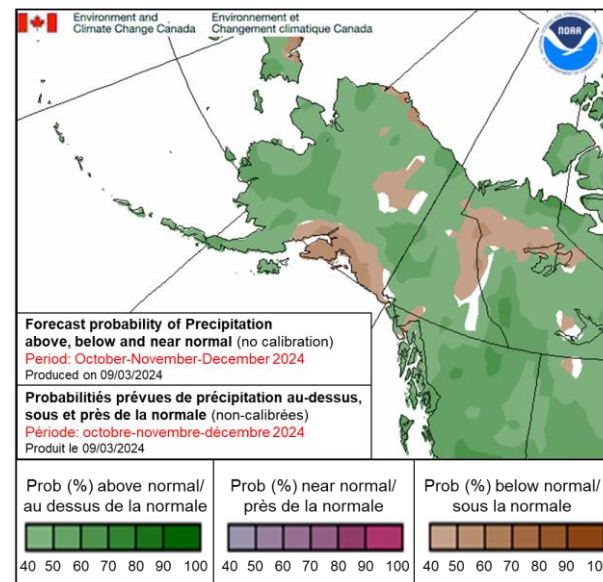 Environment and
Climate Change Canada
Environnement et
Changement climatique Canada
NOAA
Forecast probability of Precipitation
above, below and near normal (no calibration)
Period: October-November-December 2024
Produced on 09/03/2024
Probabilités prévues de précipitation au-dessus,
sous et près de la normale (non-calibrées)
Période: octobre-novembre-décembre 2024
Produit le 09/03/2024
Prob (%) above normal/
au dessus de la normale
40 50 60 70 80 90 100
Prob (%) near normal/
près de la normale
40 50 60 70 80 90 100
Prob (%) below normal/
sous la normale
40 50 60 70 80 90 10